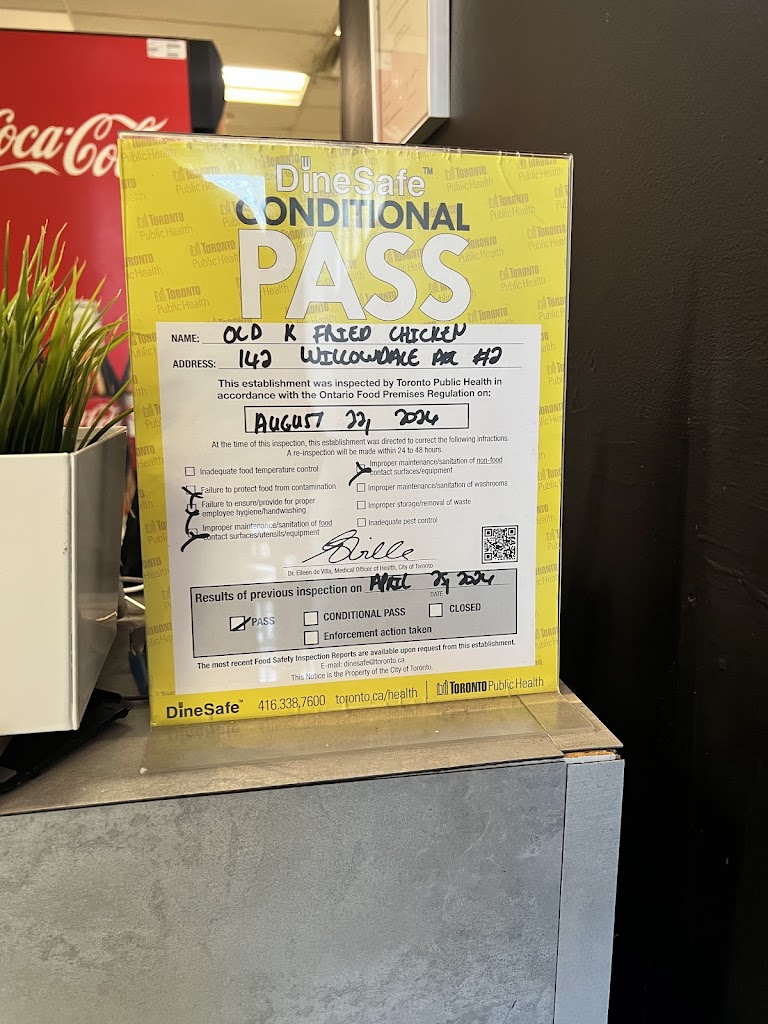 Coca-Cola
DineSafe™
CONDITIONAL
PASS
NAME: OLD K FRIED CHICKEN
ADDRESS: 142 WILLOWDALE AVE #2
This establishment was inspected by Toronto Public Health in
accordance with the Ontario Food Premises Regulation on:
AUGUST 22, 2024
At the time of this inspection, this establishment was directed to correct the following infractions.
A re-inspection will be made within 24 to 48 hours.
Inadequate food temperature control
Failure to protect food from contamination
Failure to ensure/provide for proper
employee hygiene/handwashing
Improper maintenance/sanitation of food
contact surfaces/utensils/equipment
Improper maintenance/sanitation of non-food
contact surfaces/equipment
Improper maintenance/sanitation of washrooms
Improper storage/removal of waste
Inadequate pest control
Dr. Eileen de Villa, Medical Officer of Health, City of Toronto
Results of previous inspection on APRIL 25, 2024
DATE
PASS CONDITIONAL PASS CLOSED
Enforcement action taken
The most recent Food Safety Inspection Reports are available upon request from this establishment.
E-mail: dinesafe@toronto.ca
This Notice is the Property of the City of Toronto.
DineSafe™ 416.338.7600 toronto.ca/health TORONTO Public Health